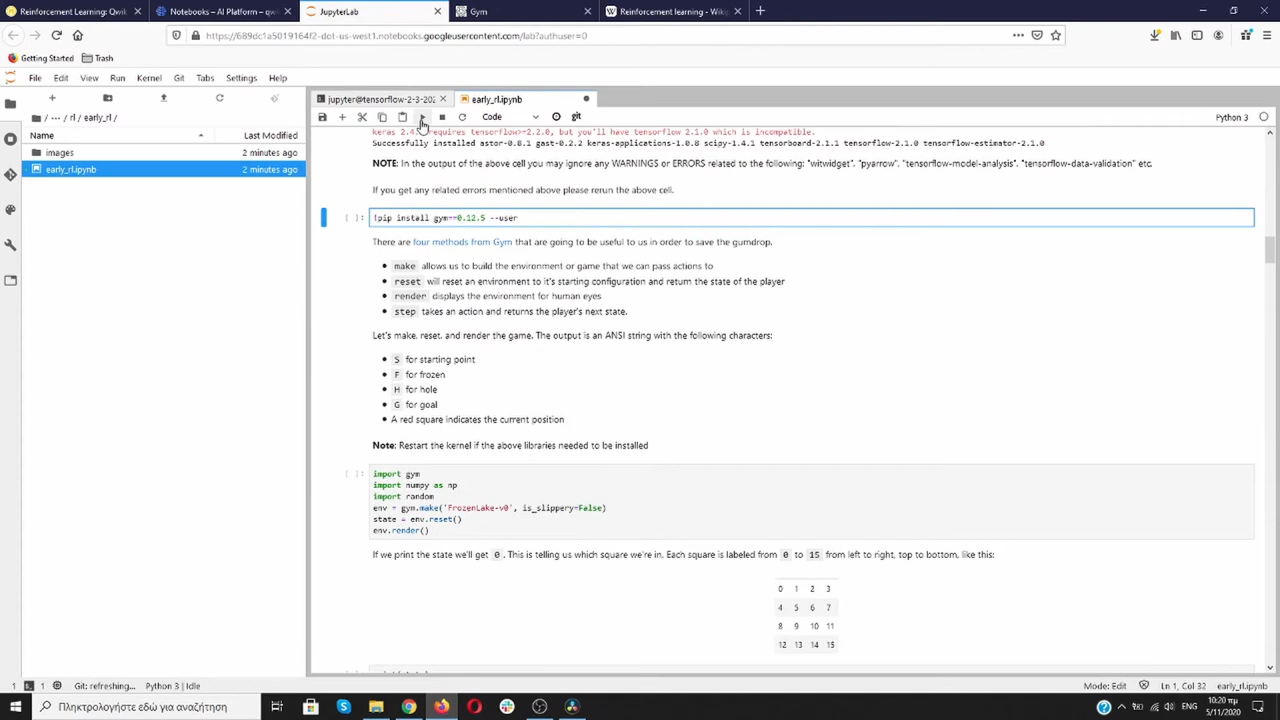 Reinforcement Learning: Qwik
Notebooks – AI Platform – qw
JupyterLab
Gym
Reinforcement learning - Wiki
https://689dc1a5019164f2-dot-us-west1.notebooks.googleusercontent.com/lab?authuser=0
Getting Started
Trash
File Edit View Run Kernel Git Tabs Settings Help
jupyter@tensorflow-2-3-202
early_rl.ipynb
Code
git
Python 3
/ ··· / rl / early_rl /
Name
Last Modified
images
2 minutes ago
early_rl.ipynb
2 minutes ago
requires tensorflow>=2.2.0, but you'll have tensorflow 2.1.0 which is incompatible.
Successfully installed astor-0.8.1 gast-0.2.2 keras-applications-1.0.8 scipy-1.4.1 tensorboard-2.1.1 tensorflow-2.1.0 tensorflow-estimator-2.1.0
NOTE: In the output of the above cell you may ignore any WARNINGS or ERRORS related to the following: "witwidget", "pyarrow", "tensorflow-model-analysis", "tensorflow-data-validation" etc.
If you get any related errors mentioned above please rerun the above cell.
[ ]: !pip install gym==0.12.5 --user
There are four methods from Gym that are going to be useful to us in order to save the gumdrop.
• make allows us to build the environment or game that we can pass actions to
• reset will reset an environment to it's starting configuration and return the state of the player
• render displays the environment for human eyes
• step takes an action and returns the player's next state.
Let's make, reset, and render the game. The output is an ANSI string with the following characters:
• S for starting point
• F for frozen
• H for hole
• G for goal
• A red square indicates the current position
Note: Restart the kernel if the above libraries needed to be installed
[ ]: import gym
import numpy as np
import random
env = gym.make('FrozenLake-v0', is_slippery=False)
state = env.reset()
env.render()
If we print the state we'll get 0. This is telling us which square we're in. Each square is labeled from 0 to 15 from left to right, top to bottom, like this:
0 1 2 3
4 5 6 7
8 9 10 11
12 13 14 15
1
1
Git: refreshing...
Python 3 | Idle
Mode: Edit
Ln 1, Col 32
early_rl.ipynb
Πληκτρολογήστε εδώ για αναζήτηση
10:20 πμ
5/11/2020